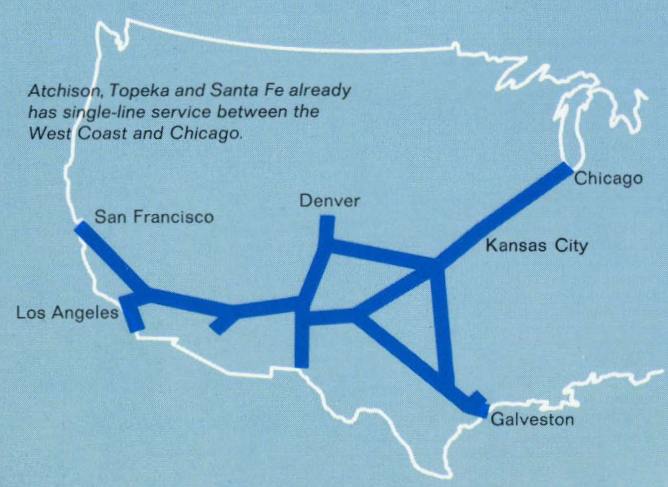 Atchison, Topeka and Santa Fe already
has single-line service between the
West Coast and Chicago.
Chicago
Denver
San Francisco
Kansas City
Los Angeles
Galveston